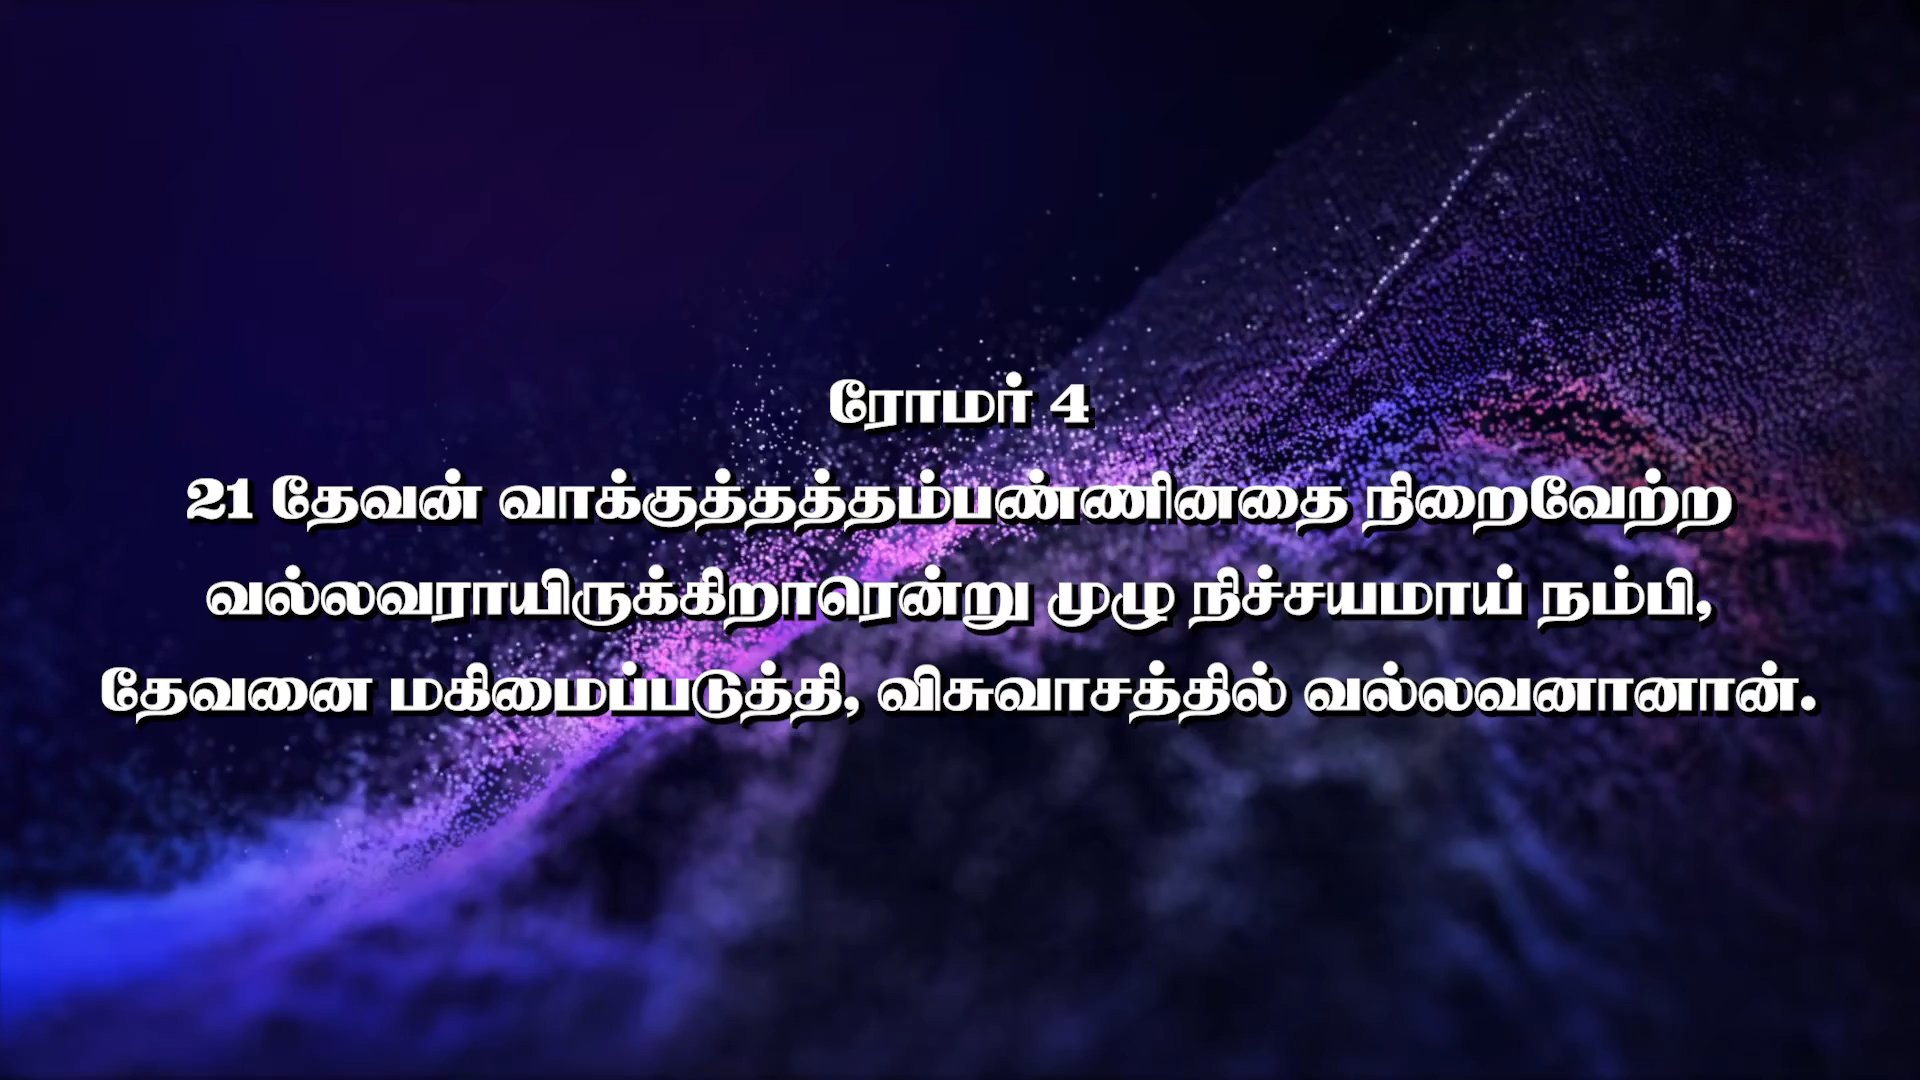 ரோமர் 4
21 தேவன் வாக்குத்தத்தம்பண்ணினதை நிறைவேற்ற
வல்லவராயிருக்கிறாரென்று முழு நிச்சயமாய் நம்பி,
தேவனை மகிமைப்படுத்தி, விசுவாசத்தில் வல்லவனானான்.